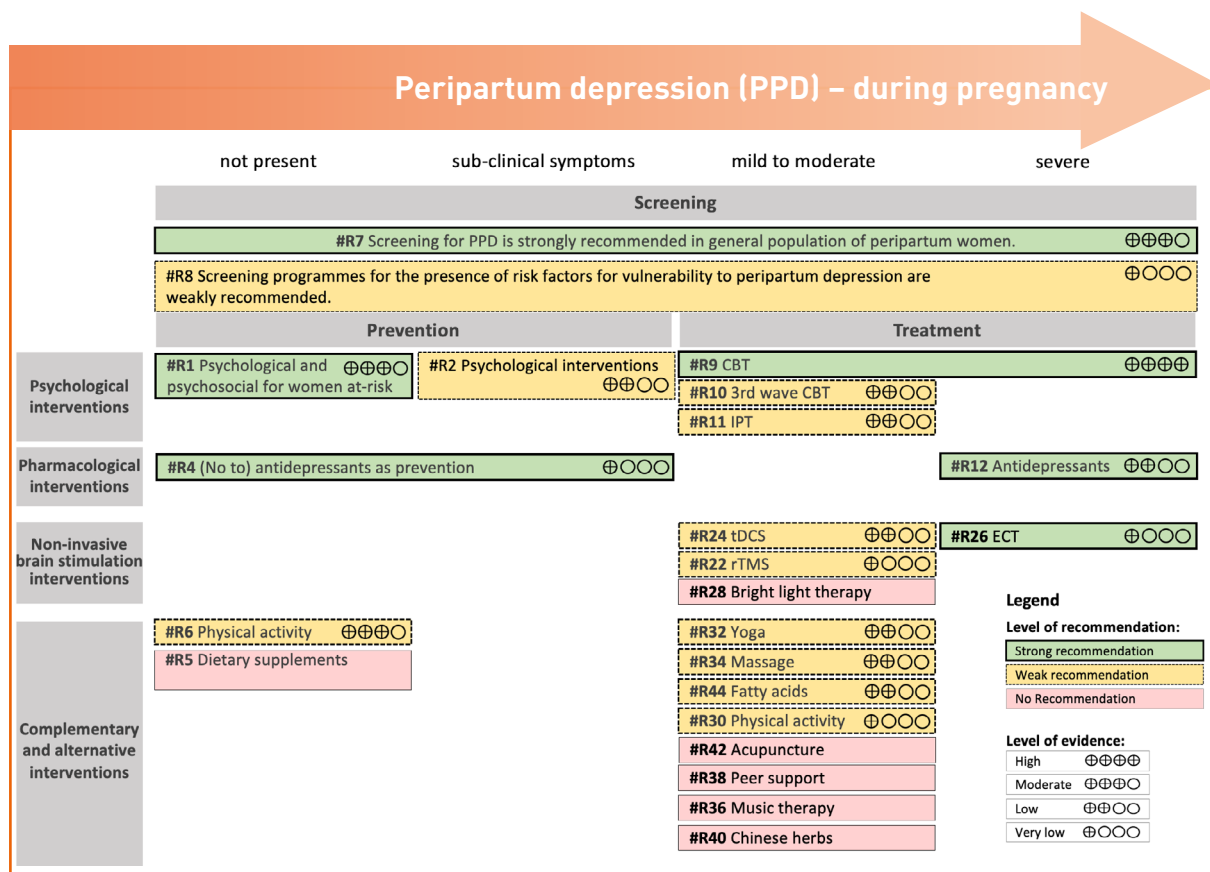 Peripartum depression (PPD) – during pregnancy
not present
sub-clinical symptoms
mild to moderate
severe
Screening
#R7 Screening for PPD is strongly recommended in general population of peripartum women. ⊕⊕⊕○
#R8 Screening programmes for the presence of risk factors for vulnerability to peripartum depression are ⊕○○○
weakly recommended.
Prevention
Treatment
Psychological
interventions
#R1 Psychological and ⊕⊕⊕○
psychosocial for women at-risk
#R2 Psychological interventions
⊕⊕○○
#R9 CBT ⊕⊕⊕⊕
#R10 3rd wave CBT ⊕⊕○○
#R11 IPT ⊕⊕○○
Pharmacological
interventions
#R4 (No to) antidepressants as prevention ⊕○○○
#R12 Antidepressants ⊕⊕○○
Non-invasive
brain stimulation
interventions
#R24 tDCS ⊕⊕○○
#R22 rTMS ⊕○○○
#R28 Bright light therapy
#R26 ECT ⊕○○○
Complementary
and alternative
interventions
#R6 Physical activity ⊕⊕⊕○
#R5 Dietary supplements
#R32 Yoga ⊕⊕○○
#R34 Massage ⊕⊕○○
#R44 Fatty acids ⊕⊕○○
#R30 Physical activity ⊕○○○
#R42 Acupuncture
#R38 Peer support
#R36 Music therapy
#R40 Chinese herbs
Legend
Level of recommendation:
Strong recommendation
Weak recommendation
No Recommendation
Level of evidence:
High ⊕⊕⊕⊕
Moderate ⊕⊕⊕○
Low ⊕⊕○○
Very low ⊕○○○